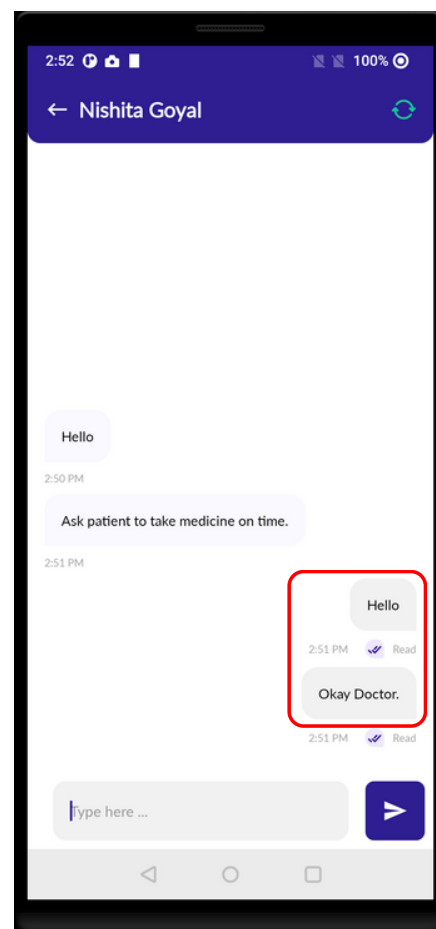 2:52 100%
Nishita Goyal
Hello
2:50 PM
Ask patient to take medicine on time.
2:51 PM
Hello
2:51 PM Read
Okay Doctor.
2:51 PM Read
Type here ...